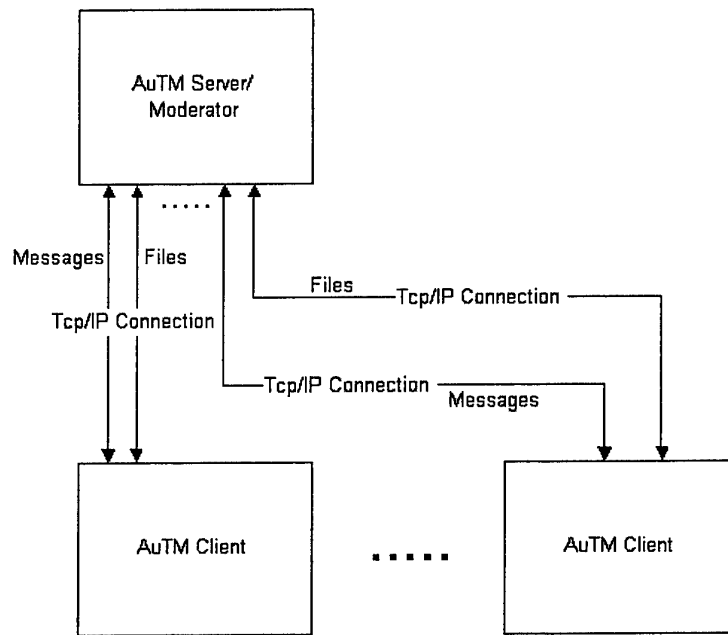 AuTM Server/
Moderator
Messages
Files
Tcp/IP Connection
Files
Tcp/IP Connection
Tcp/IP Connection
Messages
AuTM Client
AuTM Client